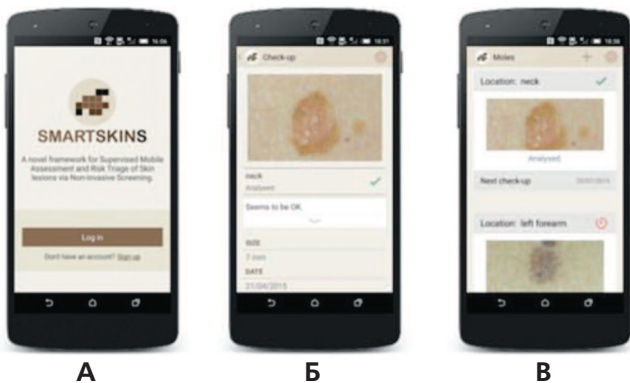 16:06
SMARTSKINS
A novel framework for Supervised Mobile
Assessment and Risk Triage of Skin
lesions via Non-Invasive Screening.
Log in
Don't have an account? Sign up
Check-up
neck
Analysed
Seems to be OK.
SIZE
7 mm
DATE
21/04/2015
Moles
Location: neck
Analysed
Next check-up
Location: left forearm
А
Б
В